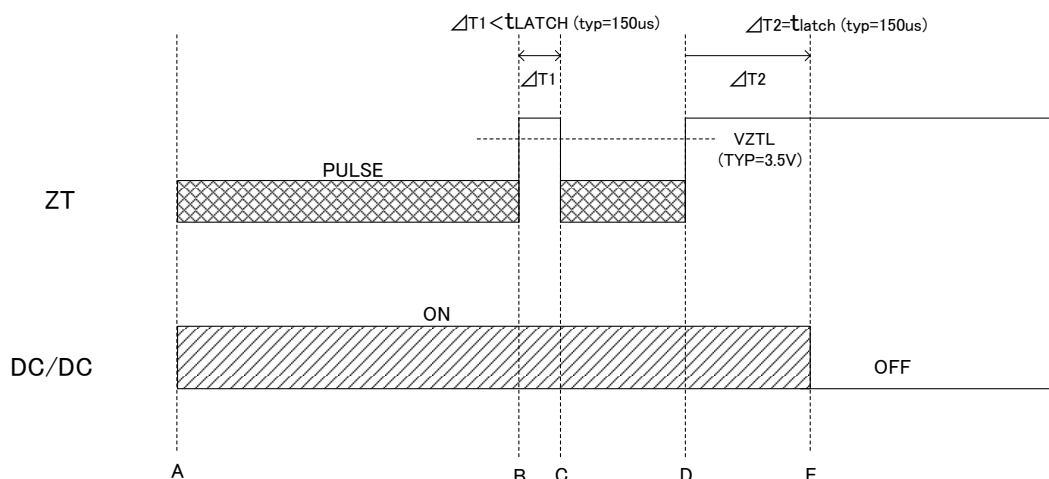 ⊿T1<tLATCH (typ=150us)
⊿T2=tlatch (typ=150us)
⊿T1
⊿T2
VZTL
(TYP=3.5V)
PULSE
ZT
ON
DC/DC
OFF
A B C D E